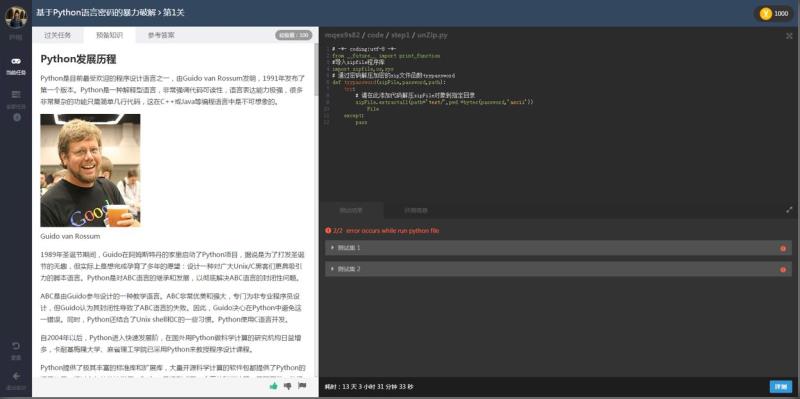 基于Python语言密码的暴力破解 > 第1关
1000
过关任务
预备知识
参考答案
经验值：100
Python发展历程
Python是目前最受欢迎的程序设计语言之一，由Guido van Rossum发明，1991年发布了
第一个版本。Python是一种解释型语言，非常强调代码可读性，语言表达能力极强，很多
非常复杂的功能只需简单几行代码，这在C++或Java等编程语言中是不可想象的。
Google
Guido van Rossum
1989年圣诞节期间，Guido在阿姆斯特丹的家里启动了Python项目，据说是为了打发圣诞
节的无趣，但实际上是想完成孕育了多年的愿望：设计一种对广大Unix/C黑客们更具吸引
力的脚本语言。Python是对ABC语言的继承和发展，以彻底解决ABC语言的封闭性问题。
ABC是由Guido参与设计的一种教学语言。ABC非常优美和强大，专门为非专业程序员设
计，但Guido认为其封闭性导致了ABC语言的失败。因此，Guido决心在Python中避免这
一错误。同时，Python还结合了Unix shell和C的一些习惯。Python使用C语言开发。
自2004年以后，Python进入快速发展阶，在国外用Python做科学计算的研究机构日益增
多，卡耐基梅隆大学、麻省理工学院已采用Python来教授程序设计课程。
Python提供了极其丰富的标准库和扩展库，大量开源科学计算的软件包都提供了Python的
当前任务
全部任务
mqex9s82 / code / step1 / unZip.py
1 # -*- coding:utf-8 -*-
2 from __future__ import print_function
3 #导入zipfile程序库
4 import zipfile,os,sys
5 # 通过密码解压加密的zip文件函数trypassword
6 def trypassword(zipFile,password,path):
7 try:
8 # 请在此添加代码解压zipFile对象到指定目录
9 zipFile.extractall(path='test/',pwd=bytes(password,'ascii'))
10 File
11 except:
12 pass
测试结果
评测信息
2/2 error occurs while run python file
测试集 1
测试集 2
耗时：13 天 3 小时 31 分钟 33 秒
评测